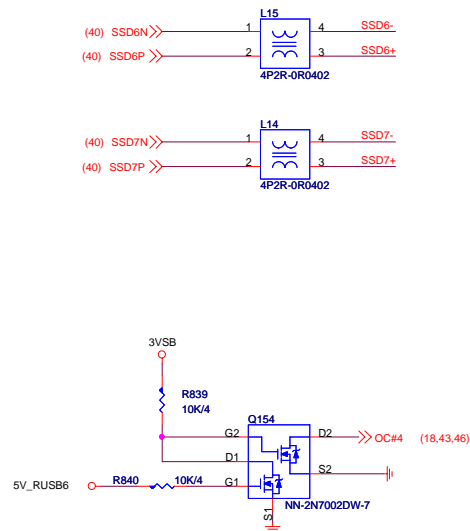 L15
(40) SSD6N 1 4 SSD6-
(40) SSD6P 2 3 SSD6+
4P2R-0R0402
L14
(40) SSD7N 1 4 SSD7-
(40) SSD7P 2 3 SSD7+
4P2R-0R0402
3VSB
R839
10K/4
Q154
G2 D2 OC#4 (18,43,46)
D1 S2
5V_RUSB6 R840 10K/4 G1
NN-2N7002DW-7
S1